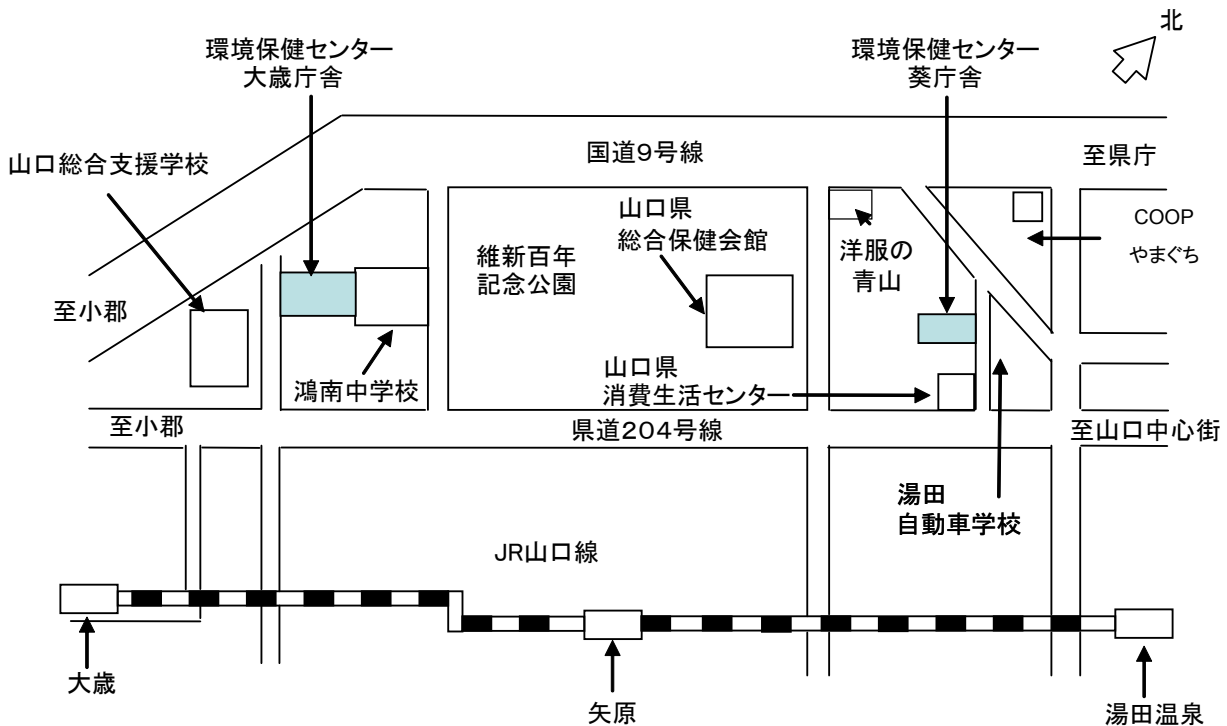 北
環境保健センター
大歳庁舎
環境保健センター
葵庁舎
山口総合支援学校
国道9号線
至県庁
山口県
総合保健会館
維新百年
記念公園
洋服の
青山
COOP
やまぐち
至小郡
鴻南中学校
山口県
消費生活センター
至小郡
県道204号線
至山口中心街
湯田
自動車学校
JR山口線
大歳
矢原
湯田温泉